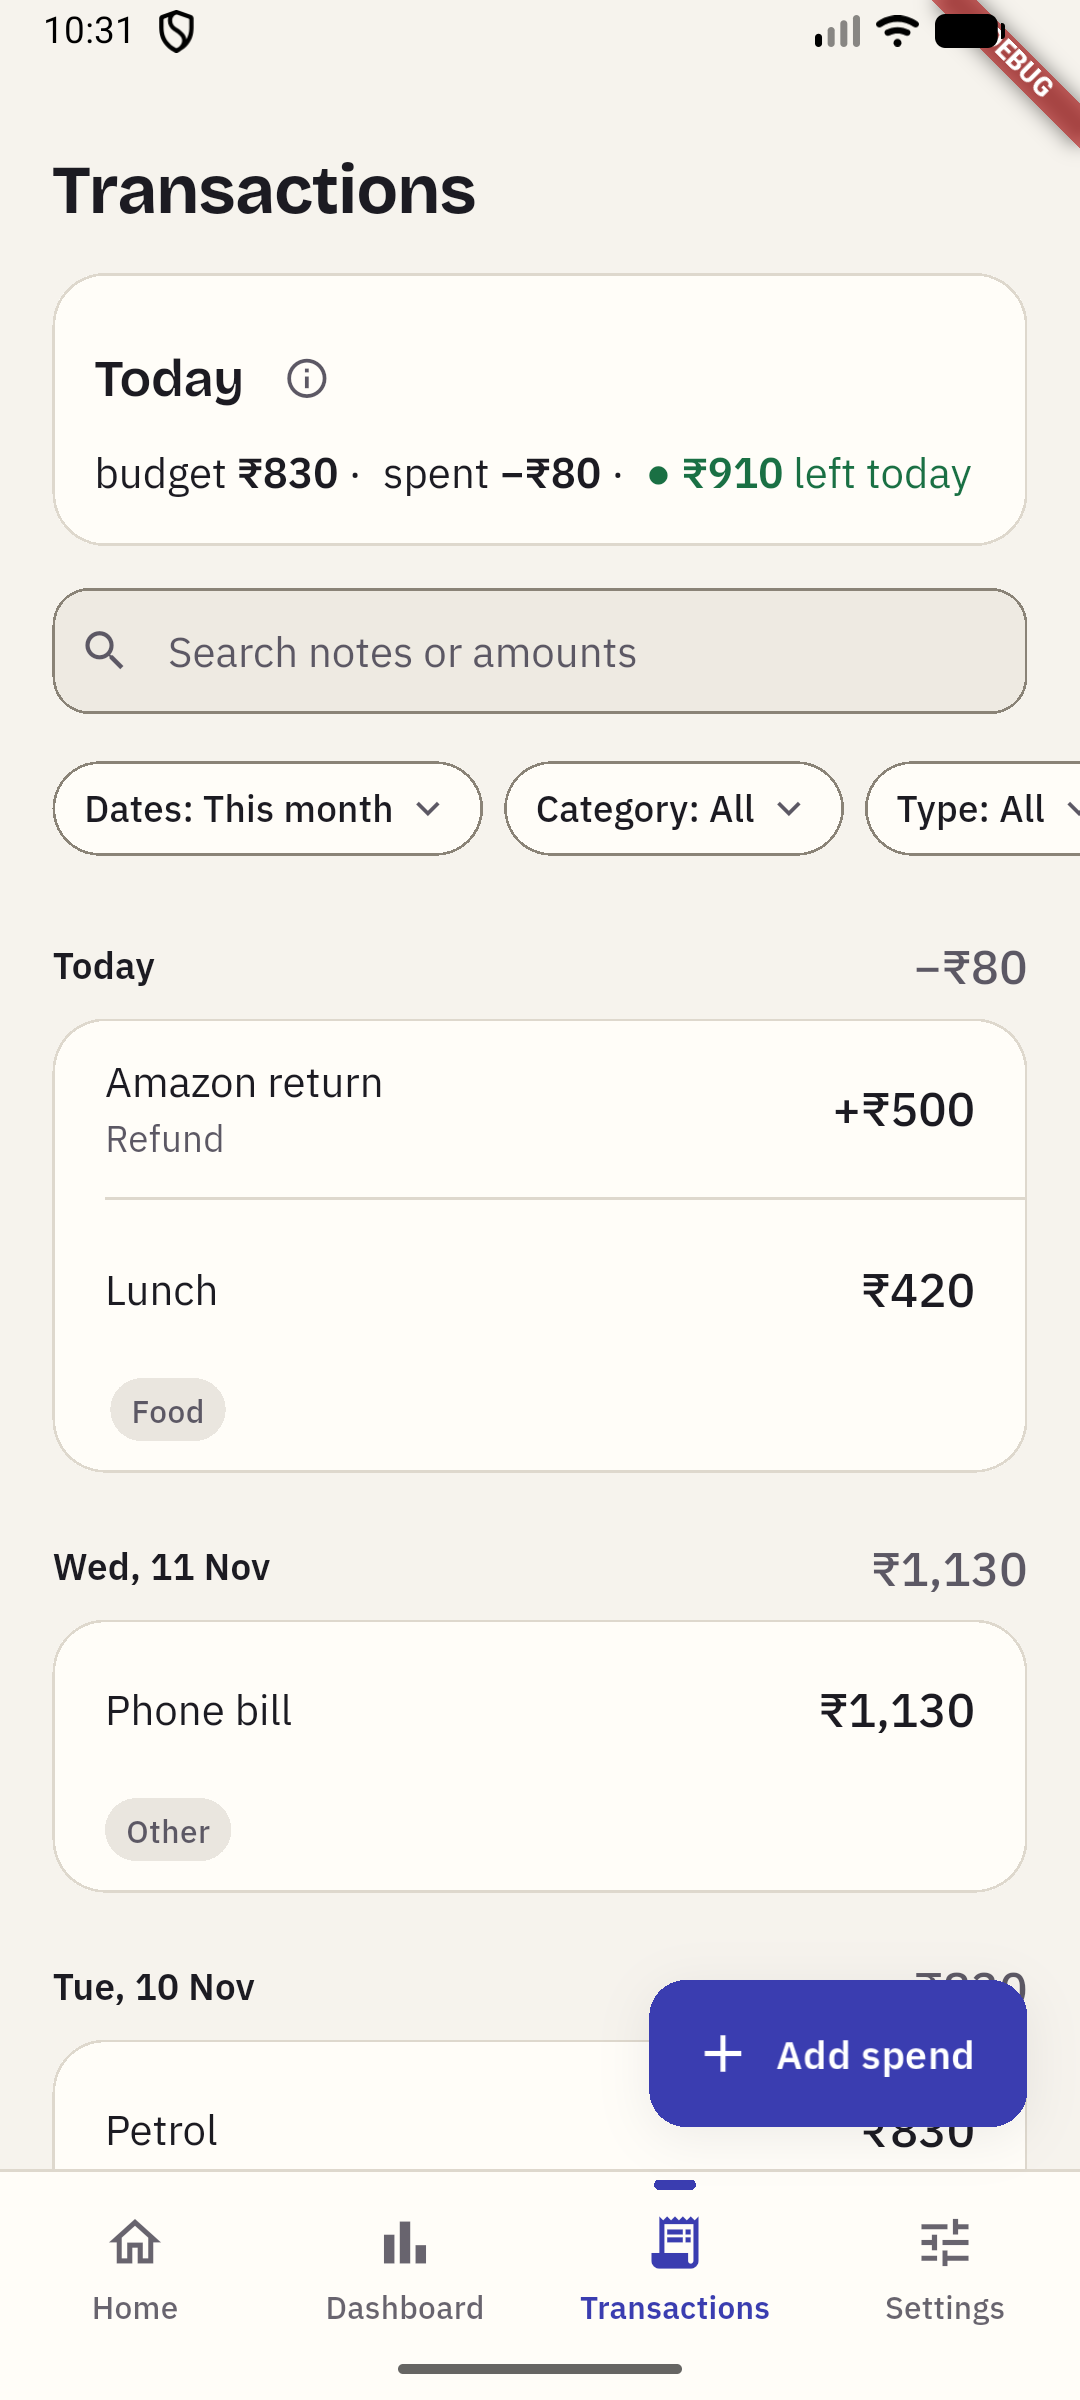 10:31
EBUG
Transactions
Today
budget ₹830 · spent −₹80 · ● ₹910 left today
Search notes or amounts
Dates: This month
Category: All
Type: All
Today −₹80
Amazon return
+₹500
Refund
Lunch ₹420
Food
Wed, 11 Nov ₹1,130
Phone bill ₹1,130
Other
Tue, 10 Nov
+ Add spend
Petrol ₹830
Home Dashboard Transactions Settings